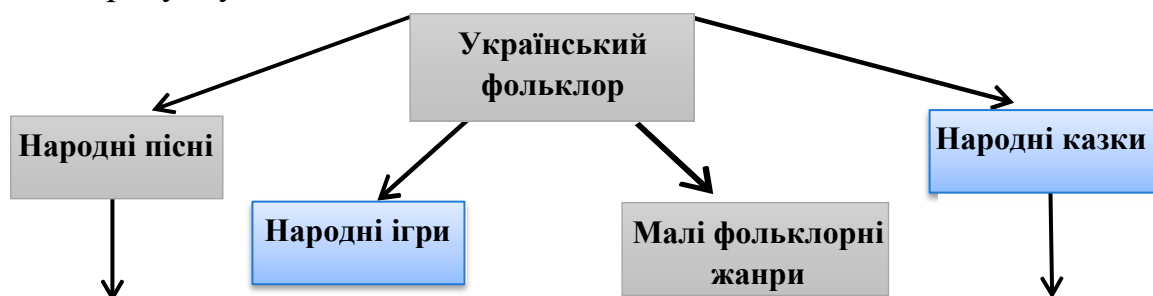 Український
фольклор
Народні пісні
Народні казки
Народні ігри
Малі фольклорні
жанри